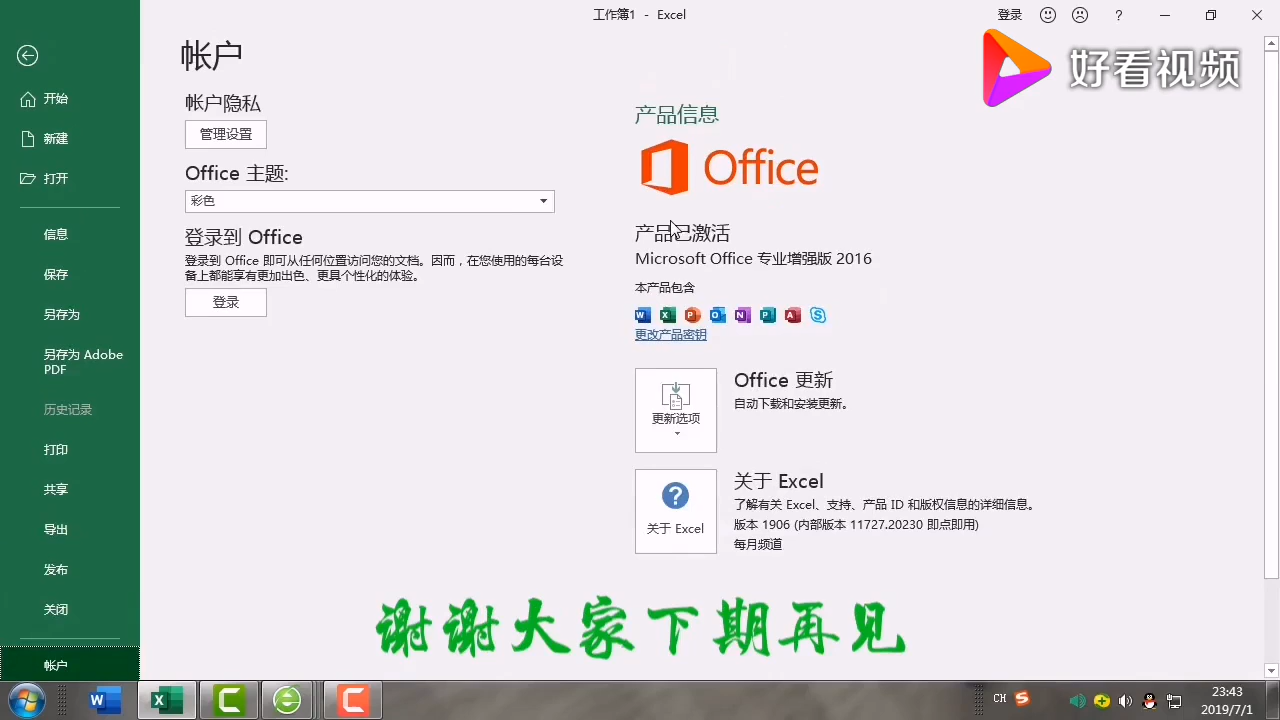 工作簿1 - Excel
登录
?
好看视频
帐户
开始
新建
打开
信息
保存
另存为
另存为 Adobe
PDF
历史记录
打印
共享
导出
发布
关闭
帐户
帐户隐私
管理设置
Office 主题:
彩色
登录到 Office
登录到 Office 即可从任何位置访问您的文档。因而，在您使用的每台设
备上都能享有更加出色、更具个性化的体验。
登录
产品信息
Office
产品已激活
Microsoft Office 专业增强版 2016
本产品包含
W X P O N P A S
更改产品密钥
更新选项
Office 更新
自动下载和安装更新。
?
关于 Excel
关于 Excel
了解有关 Excel、支持、产品 ID 和版权信息的详细信息。
版本 1906 (内部版本 11727.20230 即点即用)
每月频道
谢谢大家下期再见
W X C e C
CH S
23:43
2019/7/1